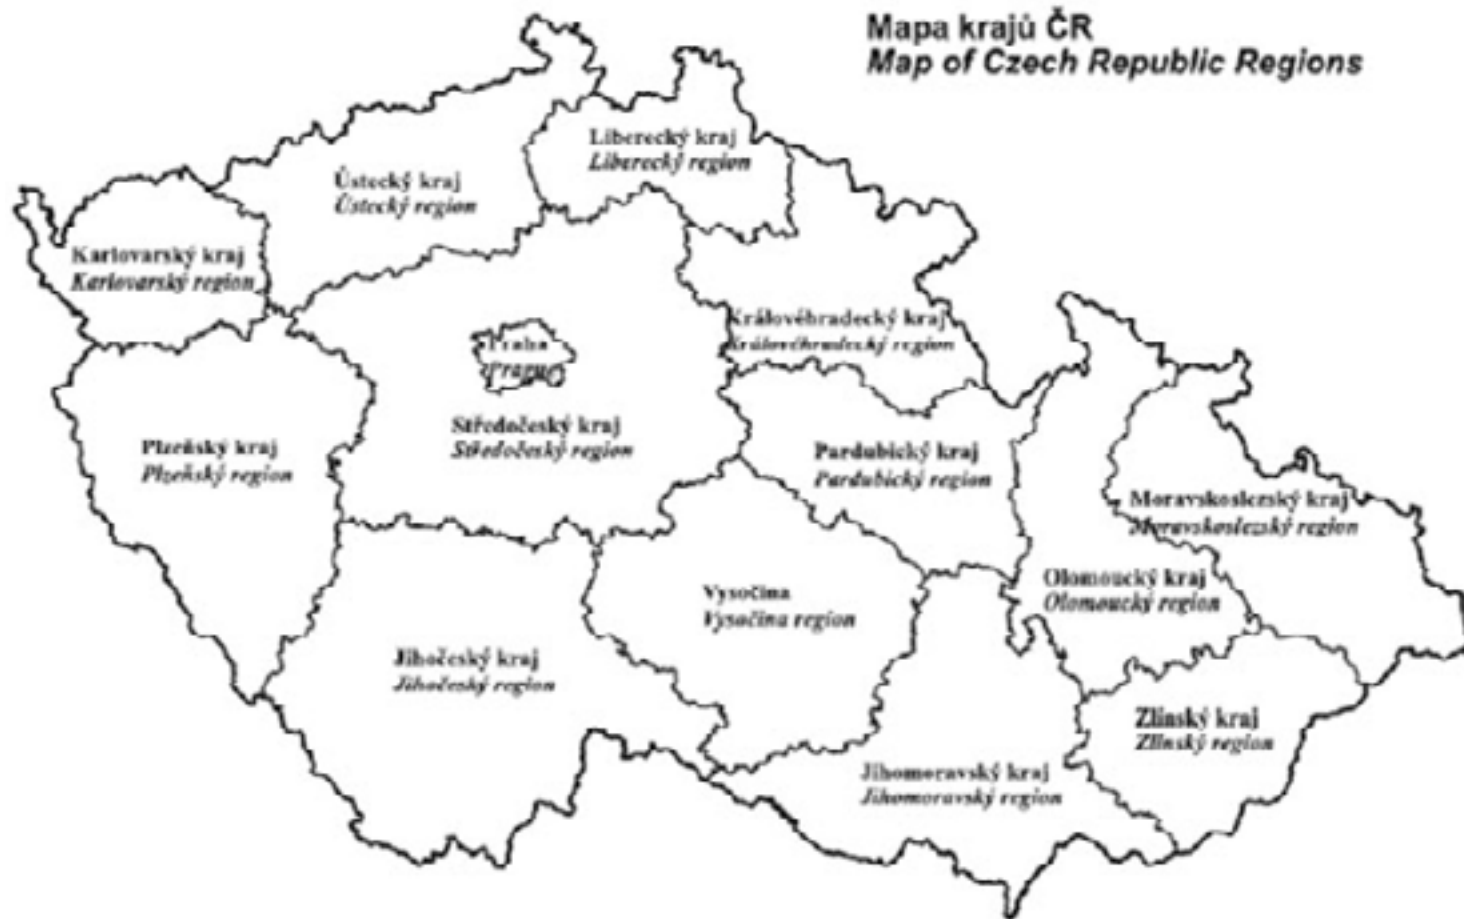 Mapa krajů ČR
Map of Czech Republic Regions
Liberecký kraj
Liberecký region
Ústecký kraj
Ústecký region
Karlovarský kraj
Karlovarský region
Královéhradecký kraj
Královéhradecký region
Praha
Prague
Středočeský kraj
Středočeský region
Plzeňský kraj
Plzeňský region
Pardubický kraj
Pardubický region
Moravskoslezský kraj
Moravskoslezský region
Olomoucký kraj
Olomoucký region
Vysočina
Vysočina region
Jihočeský kraj
Jihočeský region
Zlínský kraj
Zlínský region
Jihomoravský kraj
Jihomoravský region